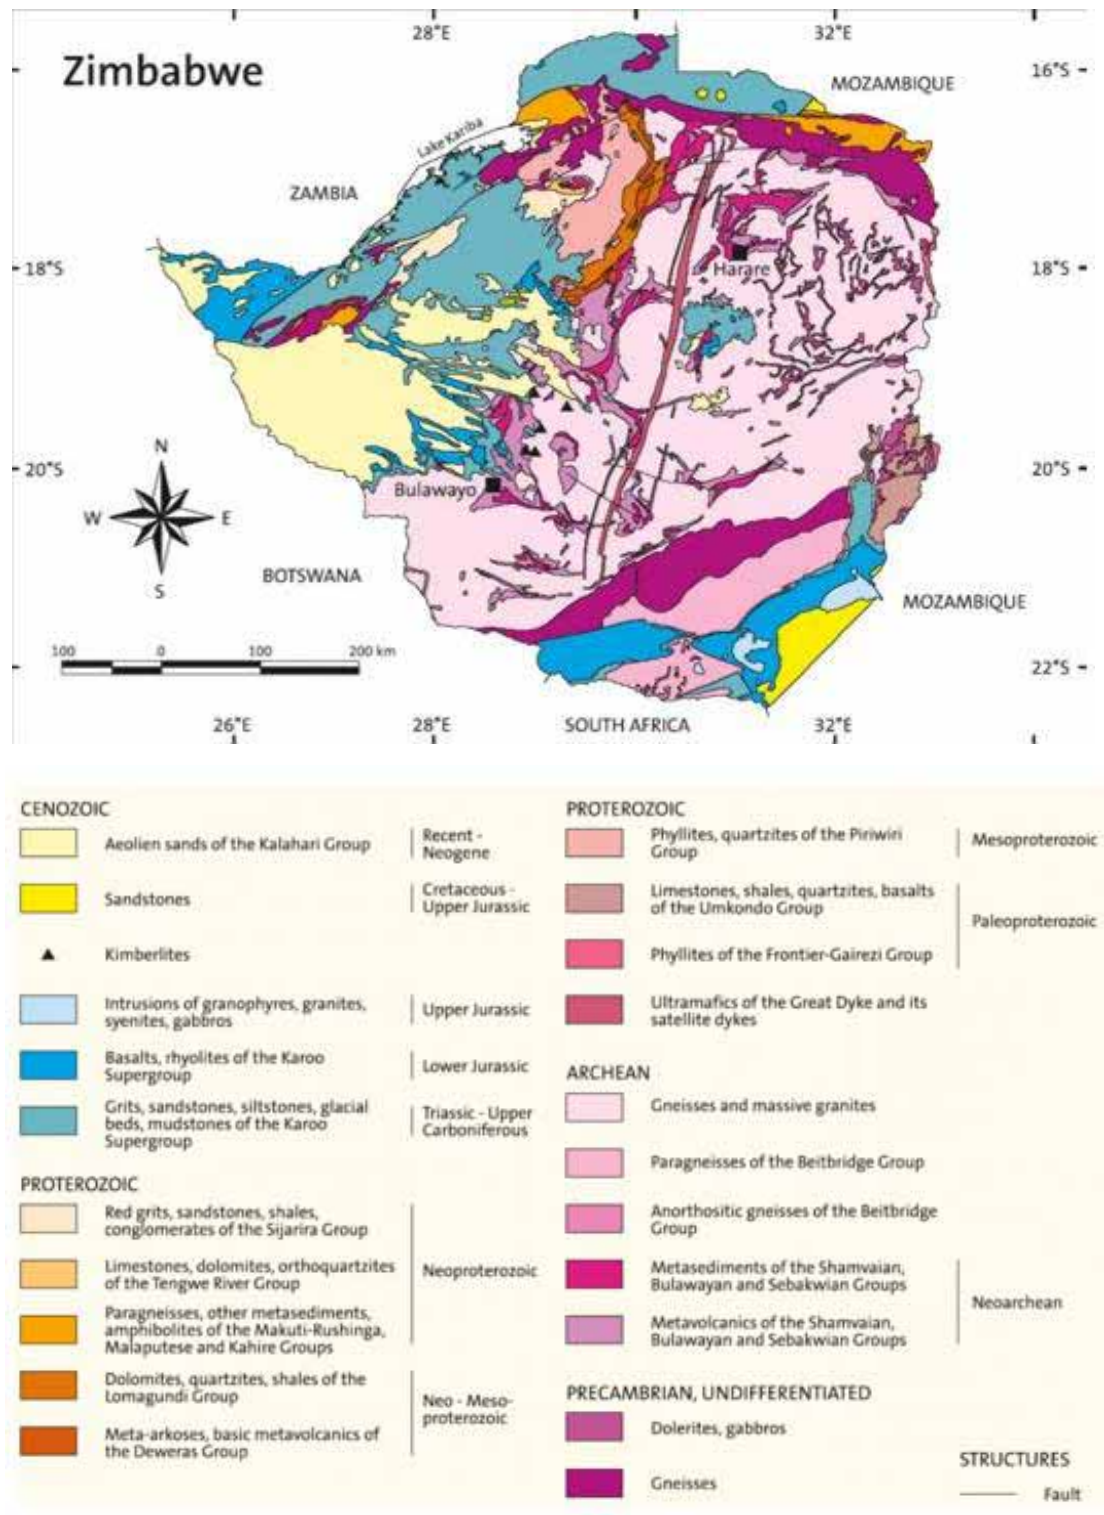 28°E
32°E
Zimbabwe
16°S
MOZAMBIQUE
Lake Kariba
ZAMBIA
18°S
18°S
Harare
N
20°S
20°S
Bulawayo
W
E
S
BOTSWANA
MOZAMBIQUE
100
0
100
200 km
22°S
26°E
28°E
SOUTH AFRICA
32°E
CENOZOIC
Aeolien sands of the Kalahari Group
Recent -
Neogene
Sandstones
Cretaceous -
Upper Jurassic
Kimberlites
Intrusions of granophyres, granites,
syenites, gabbros
Upper Jurassic
Basalts, rhyolites of the Karoo
Supergroup
Lower Jurassic
Grits, sandstones, siltstones, glacial
beds, mudstones of the Karoo
Supergroup
Triassic - Upper
Carboniferous
PROTEROZOIC
Red grits, sandstones, shales,
conglomerates of the Sijarira Group
Limestones, dolomites, orthoquartzites
of the Tengwe River Group
Neoproterozoic
Paragneisses, other metasediments,
amphibolites of the Makuti-Rushinga,
Malaputese and Kahire Groups
Dolomites, quartzites, shales of the
Lomagundi Group
Neo - Meso-
proterozoic
Meta-arkoses, basic metavolcanics of
the Deweras Group
PROTEROZOIC
Phyllites, quartzites of the Piriwiri
Group
Mesoproterozoic
Limestones, shales, quartzites, basalts
of the Umkondo Group
Paleoproterozoic
Phyllites of the Frontier-Gairezi Group
Ultramafics of the Great Dyke and its
satellite dykes
ARCHEAN
Gneisses and massive granites
Paragneisses of the Beitbridge Group
Anorthositic gneisses of the Beitbridge
Group
Metasediments of the Shamvaian,
Bulawayan and Sebakwian Groups
Neoarchean
Metavolcanics of the Shamvaian,
Bulawayan and Sebakwian Groups
PRECAMBRIAN, UNDIFFERENTIATED
Dolerites, gabbros
Gneisses
STRUCTURES
Fault